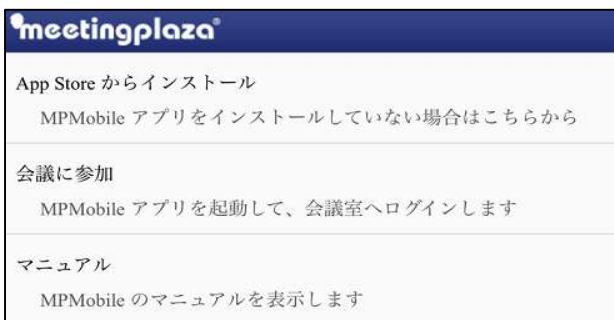 meetingplaza®
App Store からインストール
MPMobile アプリをインストールしていない場合はこちらから
会議に参加
MPMobile アプリを起動して、会議室へログインします
マニュアル
MPMobile のマニュアルを表示します